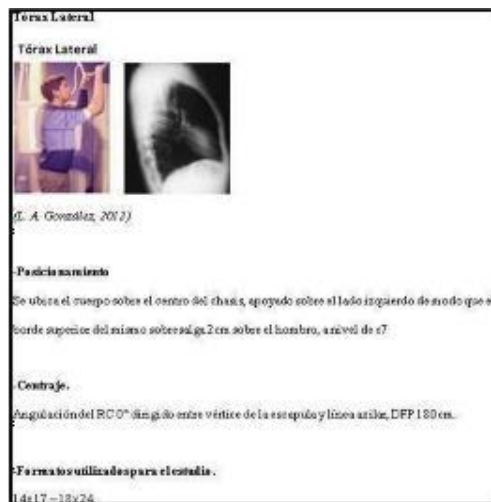 Tórax Lateral
Tórax Lateral
(L. A. González, 2012)
-Posicionamiento
Se ubica el cuerpo sobre el centro del chasis, apoyado sobre el lado izquierdo de modo que e
borde superior del mismo sobresalga 2 cm sobre el hombro, a nivel de c7
-Centraje.
Angulación del RC 0° dirigido entre vértice de la escapula y línea axilar, DFP 180 cm.
-Formatos utilizados para el estudio.
14x17 – 18x24